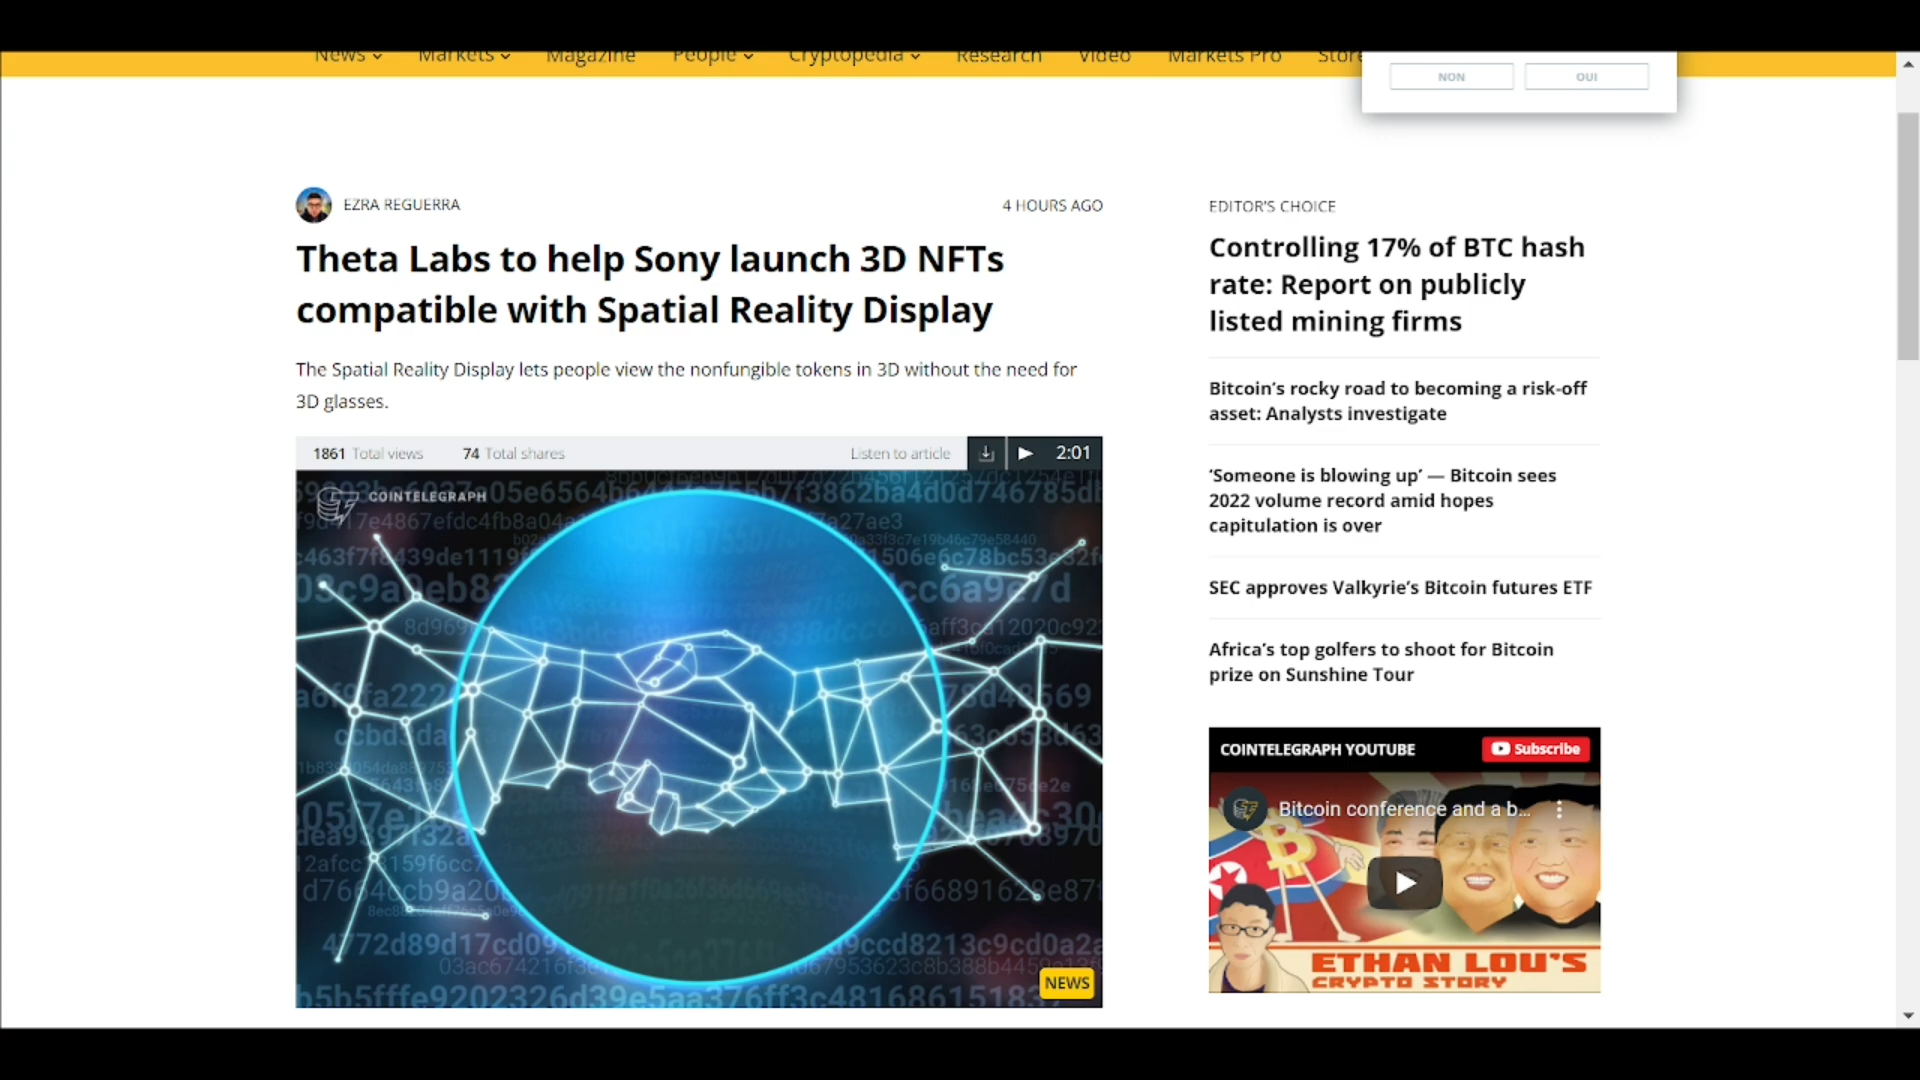 News Markets Magazine People Cryptopedia Research Video Markets Pro Store
NON OUI
EZRA REGUERRA
4 HOURS AGO
Theta Labs to help Sony launch 3D NFTs
compatible with Spatial Reality Display
The Spatial Reality Display lets people view the nonfungible tokens in 3D without the need for
3D glasses.
1861 Total views 74 Total shares Listen to article 2:01
COINTELEGRAPH
NEWS
EDITOR'S CHOICE
Controlling 17% of BTC hash
rate: Report on publicly
listed mining firms
Bitcoin’s rocky road to becoming a risk-off
asset: Analysts investigate
‘Someone is blowing up’ — Bitcoin sees
2022 volume record amid hopes
capitulation is over
SEC approves Valkyrie’s Bitcoin futures ETF
Africa’s top golfers to shoot for Bitcoin
prize on Sunshine Tour
COINTELEGRAPH YOUTUBE
Subscribe
Bitcoin conference and a b...
ETHAN LOU'S
CRYPTO STORY